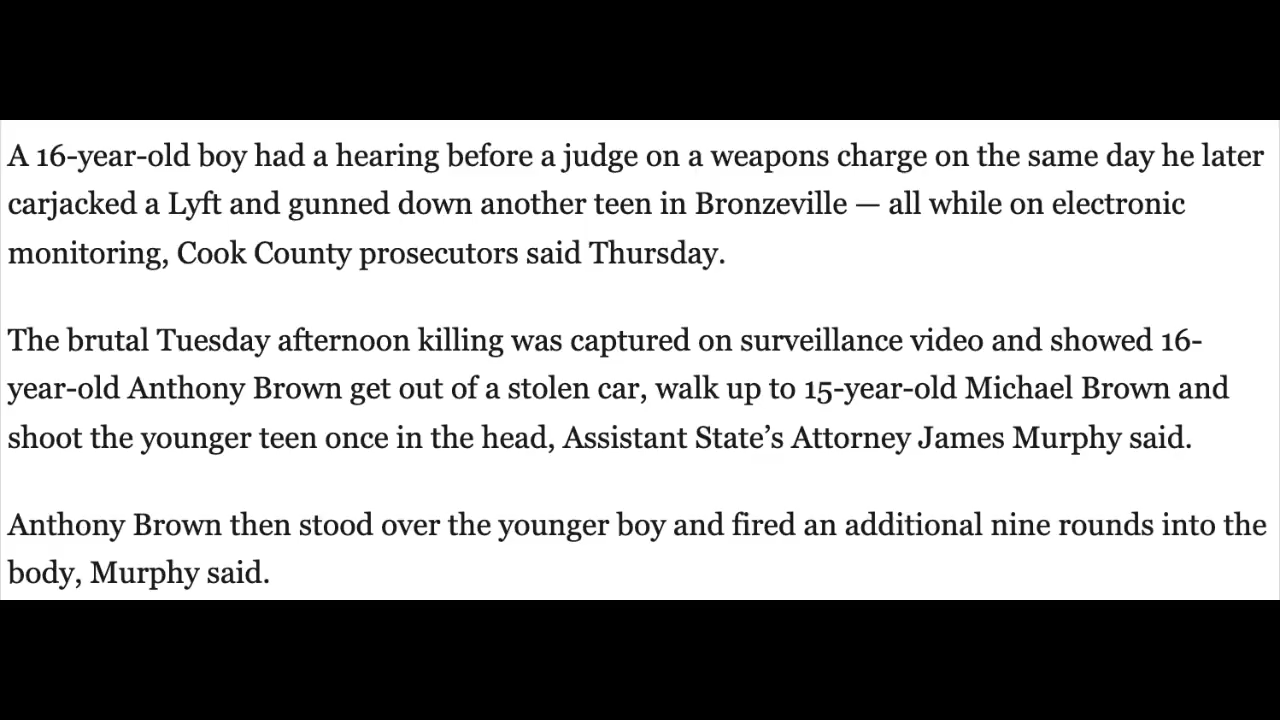 A 16-year-old boy had a hearing before a judge on a weapons charge on the same day he later
carjacked a Lyft and gunned down another teen in Bronzeville — all while on electronic
monitoring, Cook County prosecutors said Thursday.
The brutal Tuesday afternoon killing was captured on surveillance video and showed 16-
year-old Anthony Brown get out of a stolen car, walk up to 15-year-old Michael Brown and
shoot the younger teen once in the head, Assistant State’s Attorney James Murphy said.
Anthony Brown then stood over the younger boy and fired an additional nine rounds into the
body, Murphy said.